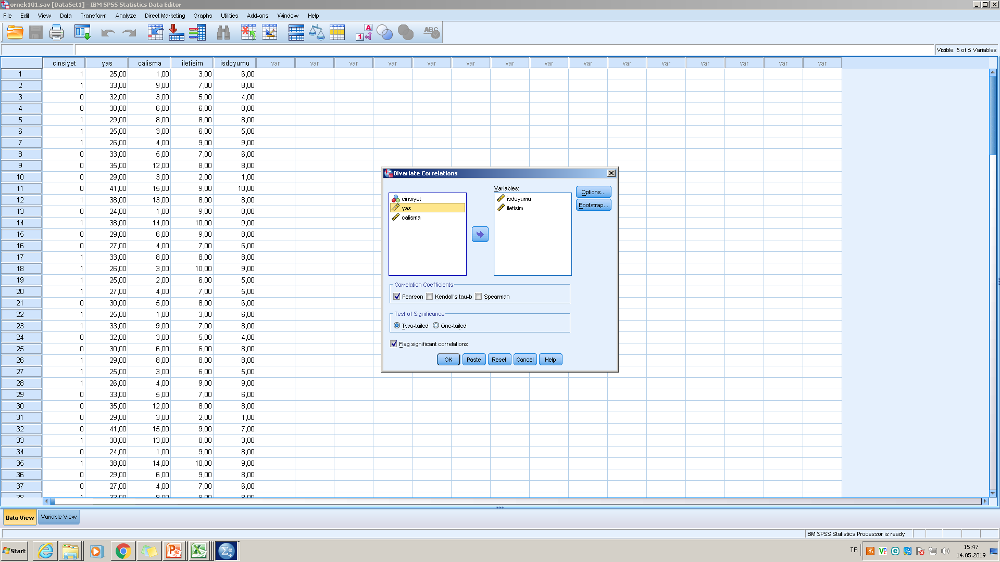 ornek101.sav [DataSet1] - IBM SPSS Statistics Data Editor
File Edit View Data Transform Analyze Direct Marketing Graphs Utilities Add-ons Window Help
Visible: 5 of 5 Variables
cinsiyet yas calisma iletisim isdoyumu var var var var var var var var var var var var var var var
1 1 25,00 1,00 3,00 6,00
2 1 33,00 9,00 7,00 8,00
3 0 32,00 3,00 5,00 4,00
4 0 30,00 6,00 6,00 8,00
5 1 29,00 8,00 8,00 8,00
6 1 25,00 3,00 6,00 5,00
7 1 26,00 4,00 9,00 9,00
8 0 33,00 5,00 7,00 6,00
9 0 35,00 12,00 8,00 8,00
10 0 29,00 3,00 2,00 1,00
11 0 41,00 15,00 9,00 10,00
12 1 38,00 13,00 8,00 8,00
13 0 24,00 1,00 9,00 8,00
14 1 38,00 14,00 10,00 9,00
15 0 29,00 6,00 9,00 8,00
16 0 27,00 4,00 7,00 6,00
17 1 33,00 8,00 8,00 8,00
18 1 26,00 3,00 10,00 9,00
19 1 25,00 2,00 6,00 5,00
20 1 27,00 4,00 7,00 5,00
21 0 30,00 5,00 8,00 6,00
22 1 25,00 1,00 3,00 6,00
23 1 33,00 9,00 7,00 8,00
24 0 32,00 3,00 5,00 4,00
25 0 30,00 6,00 6,00 8,00
26 1 29,00 8,00 8,00 8,00
27 1 25,00 3,00 6,00 5,00
28 1 26,00 4,00 9,00 9,00
29 0 33,00 5,00 7,00 6,00
30 0 35,00 12,00 8,00 8,00
31 0 29,00 3,00 2,00 1,00
32 0 41,00 15,00 9,00 7,00
33 1 38,00 13,00 8,00 3,00
34 0 24,00 1,00 9,00 8,00
35 1 38,00 14,00 10,00 9,00
36 0 29,00 6,00 9,00 8,00
37 0 27,00 4,00 7,00 6,00
38 1 33,00 8,00 8,00 8,00
Bivariate Correlations
Variables:
cinsiyet
yas
calisma
isdoyumu
iletisim
Options...
Bootstrap...
Correlation Coefficients
Pearson Kendall's tau-b Spearman
Test of Significance
Two-tailed One-tailed
Flag significant correlations
OK Paste Reset Cancel Help
Data View Variable View
IBM SPSS Statistics Processor is ready
Start
TR
15:47
14.05.2019